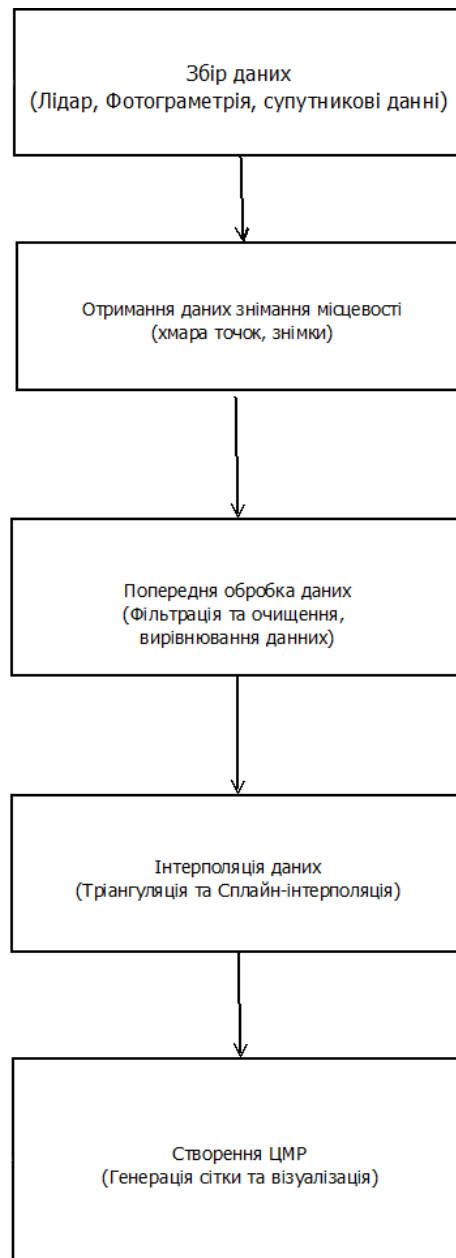 Збір даних
(Лідар, Фотограметрія, супутникові данні)
Отримання даних знімання місцевості
(хмара точок, знімки)
Попередня обробка даних
(Фільтрація та очищення,
вирівнювання данних)
Інтерполяція даних
(Тріангуляція та Сплайн-інтерполяція)
Створення ЦМР
(Генерація сітки та візуалізація)